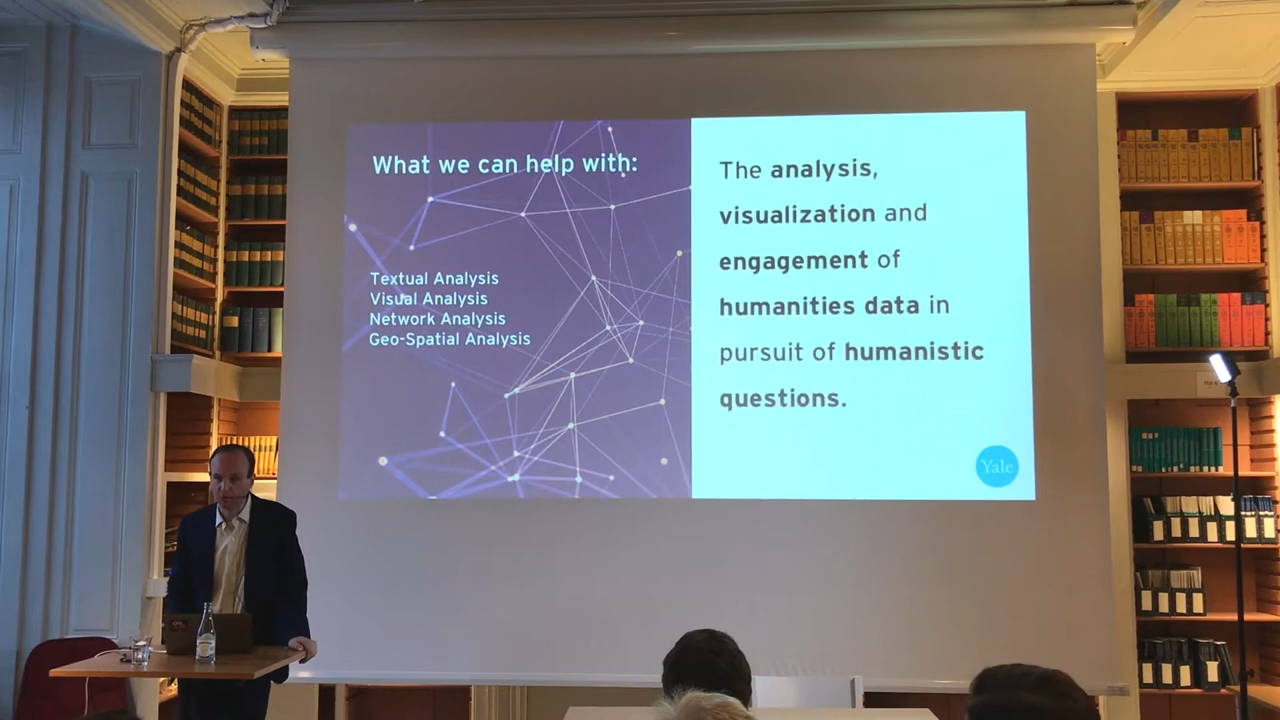 What we can help with:
Textual Analysis
Visual Analysis
Network Analysis
Geo-Spatial Analysis
The analysis,
visualization and
engagement of
humanities data in
pursuit of humanistic
questions.
Yale